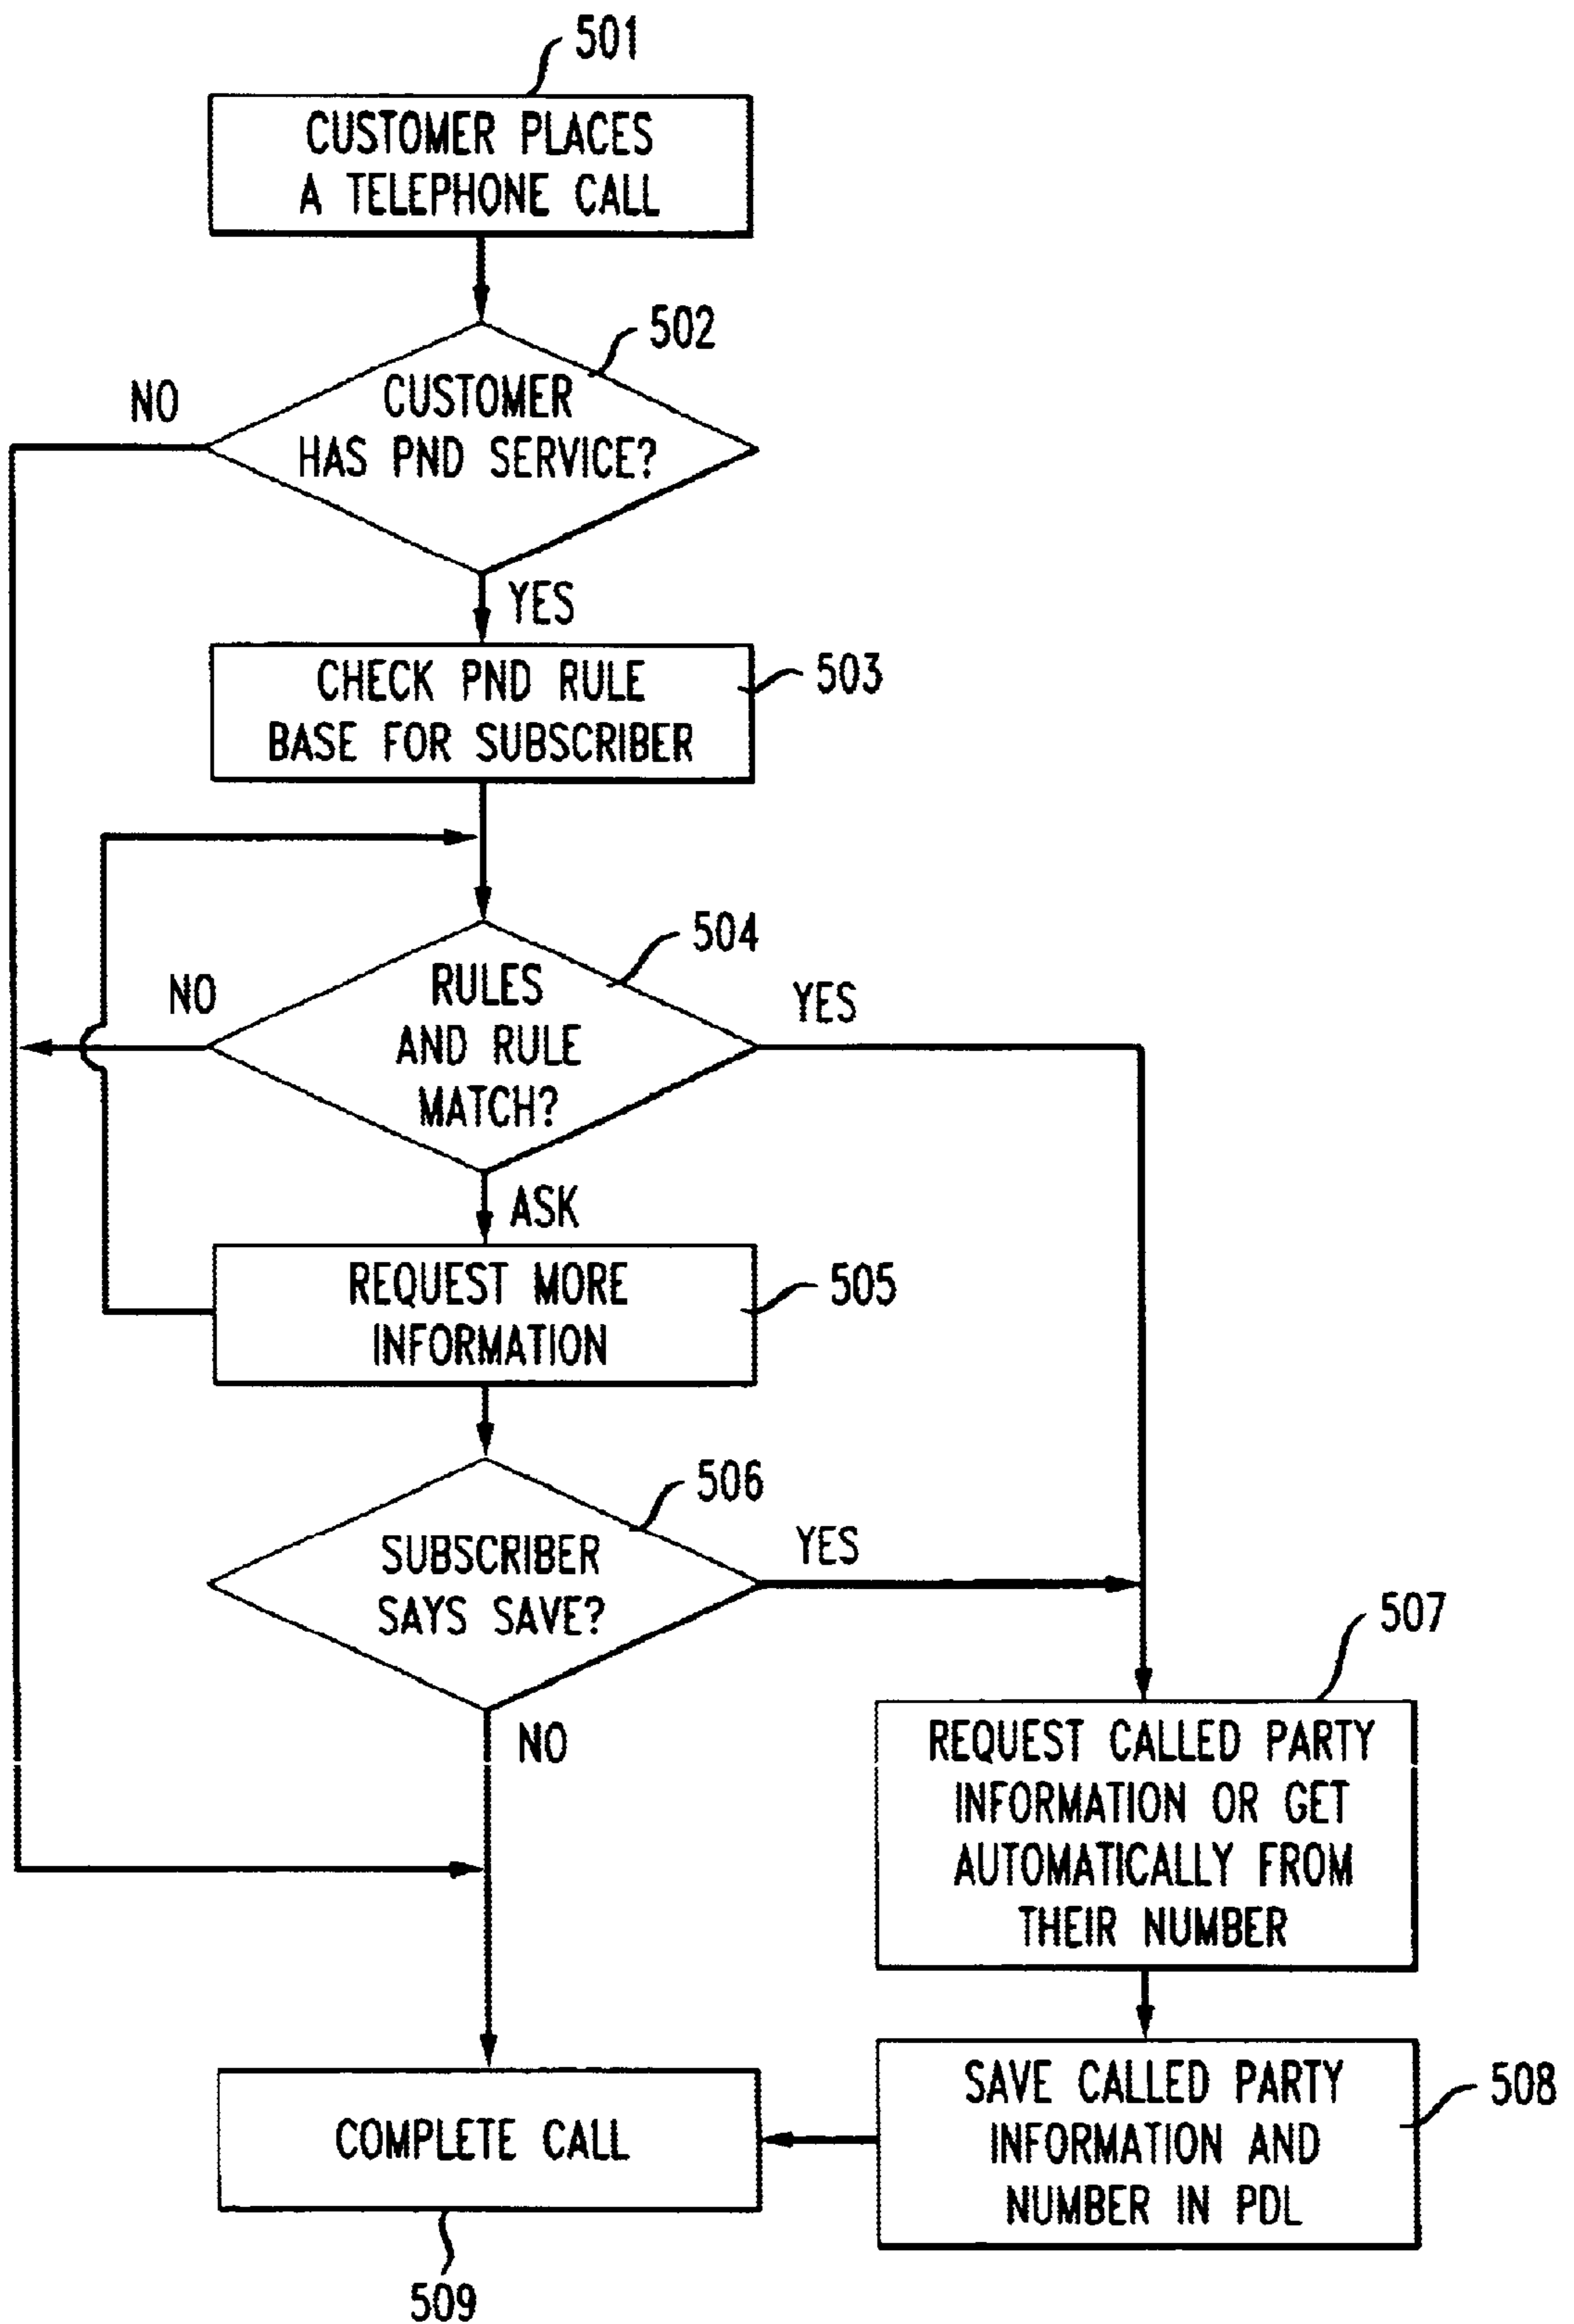 501
CUSTOMER PLACES
A TELEPHONE CALL
502
NO
CUSTOMER
HAS PND SERVICE?
YES
CHECK PND RULE
BASE FOR SUBSCRIBER
503
504
NO
RULES
AND RULE
MATCH?
YES
ASK
REQUEST MORE
INFORMATION
505
506
SUBSCRIBER
SAYS SAVE?
YES
NO
507
REQUEST CALLED PARTY
INFORMATION OR GET
AUTOMATICALLY FROM
THEIR NUMBER
SAVE CALLED PARTY
INFORMATION AND
NUMBER IN PDL
508
COMPLETE CALL
509